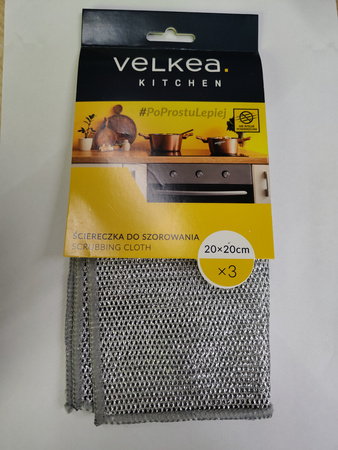 VELKEA.
KITCHEN
#PoProstuLepiej
ŚCIERECZKA DO SZOROWANIA
SCRUBBING CLOTH
20×20cm
×3